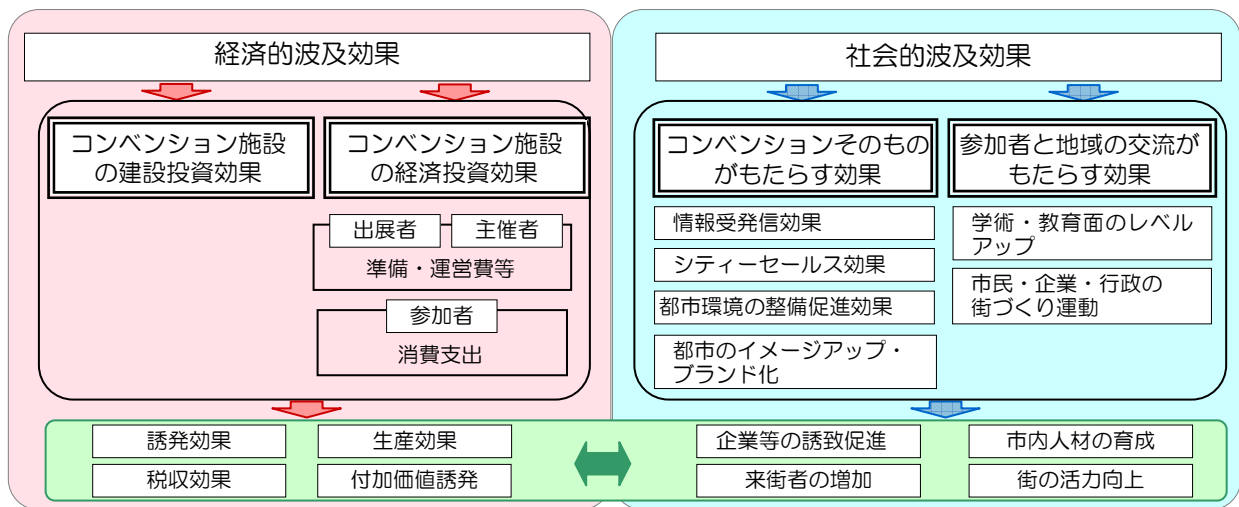 経済的波及効果
コンベンション施設
の建設投資効果
コンベンション施設
の経済投資効果
出展者
主催者
準備・運営費等
参加者
消費支出
社会的波及効果
コンベンションそのもの
がもたらす効果
参加者と地域の交流が
もたらす効果
情報受発信効果
シティーセールス効果
都市環境の整備促進効果
都市のイメージアップ・
ブランド化
学術・教育面のレベル
アップ
市民・企業・行政の
街づくり運動
誘発効果
生産効果
税収効果
付加価値誘発
企業等の誘致促進
市内人材の育成
来街者の増加
街の活力向上